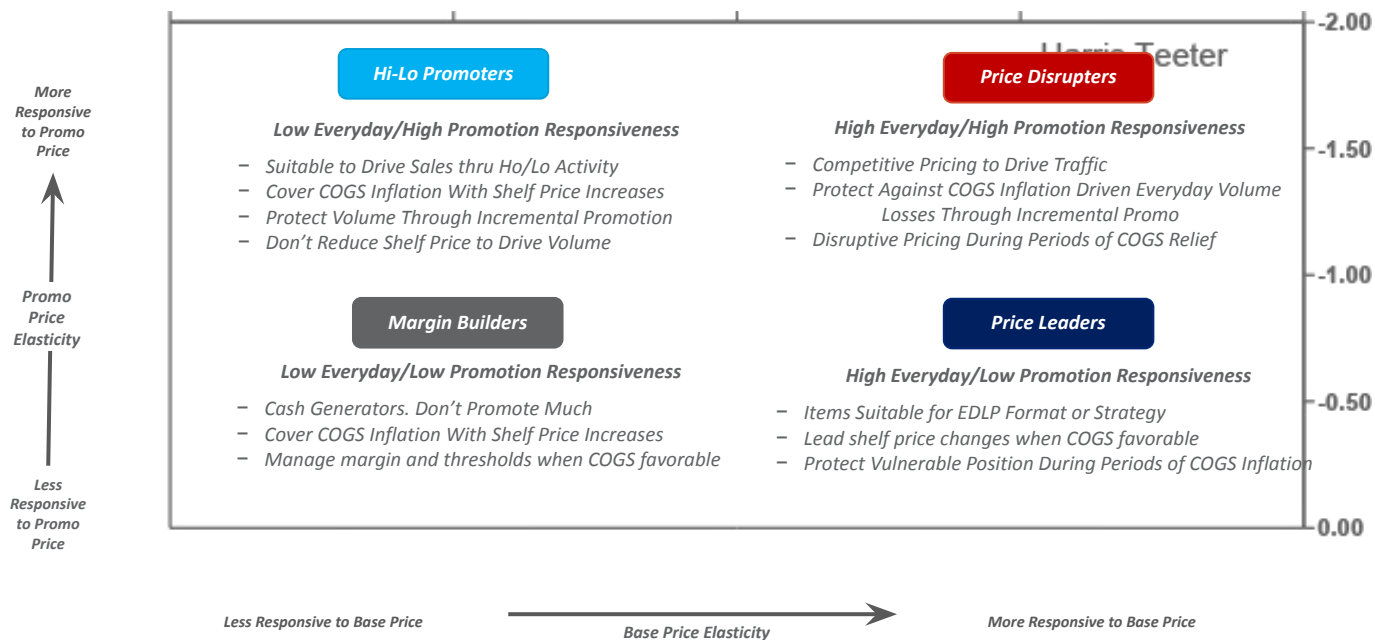 -2.00
Harris Teeter
Hi-Lo Promoters
Price Disrupters
More
Responsive
to Promo
Price
Low Everyday/High Promotion Responsiveness
High Everyday/High Promotion Responsiveness
-1.50
− Suitable to Drive Sales thru Ho/Lo Activity
− Cover COGS Inflation With Shelf Price Increases
− Protect Volume Through Incremental Promotion
− Don't Reduce Shelf Price to Drive Volume
− Competitive Pricing to Drive Traffic
− Protect Against COGS Inflation Driven Everyday Volume
Losses Through Incremental Promo
− Disruptive Pricing During Periods of COGS Relief
-1.00
Promo
Price
Elasticity
Margin Builders
Price Leaders
Low Everyday/Low Promotion Responsiveness
High Everyday/Low Promotion Responsiveness
-0.50
− Cash Generators. Don't Promote Much
− Cover COGS Inflation With Shelf Price Increases
− Manage margin and thresholds when COGS favorable
− Items Suitable for EDLP Format or Strategy
− Lead shelf price changes when COGS favorable
− Protect Vulnerable Position During Periods of COGS Inflation
Less
Responsive
to Promo
Price
0.00
Less Responsive to Base Price
Base Price Elasticity
More Responsive to Base Price